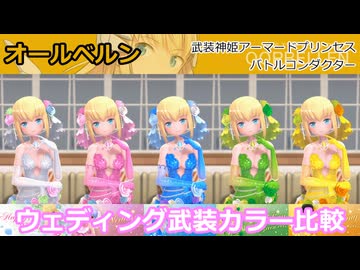 オールベルン
武装神姫アーマードプリンセス
バトルコンダクター
ウェディング武装カラー比較